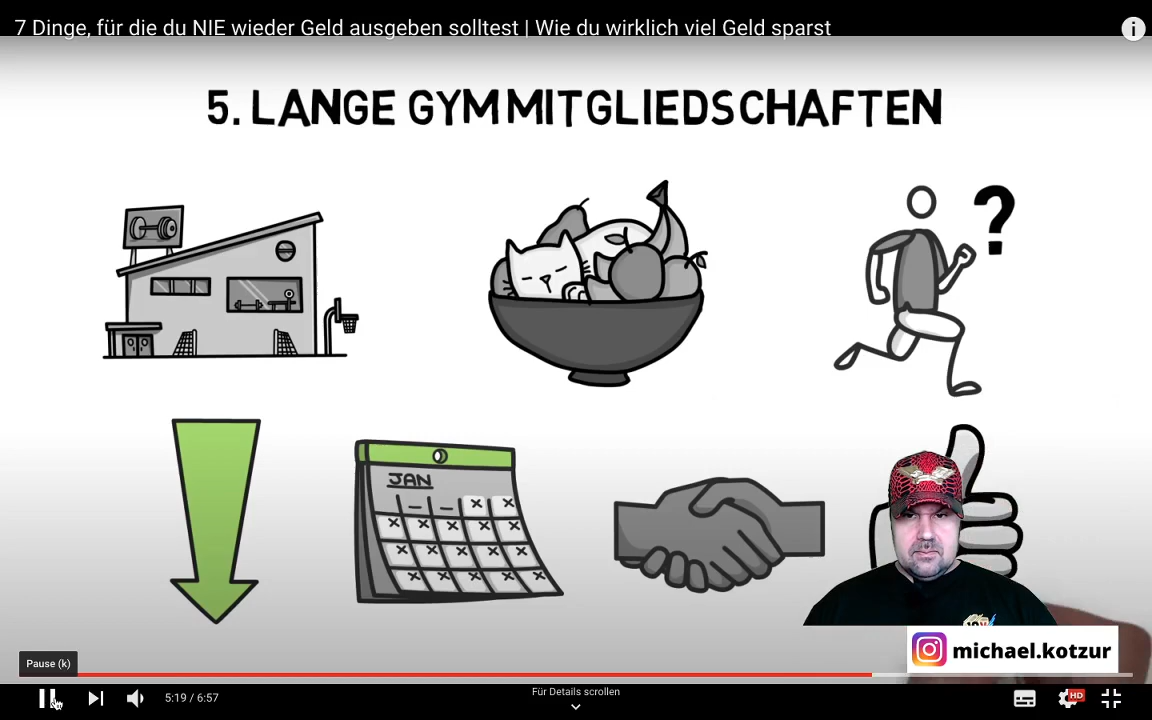 7 Dinge, für die du NIE wieder Geld ausgeben solltest | Wie du wirklich viel Geld sparst
5. LANGE GYMMITGLIEDSCHAFTEN
?
JAN
michael.kotzur
Pause (k)
5:19 / 6:57
Für Details scrollen
HD